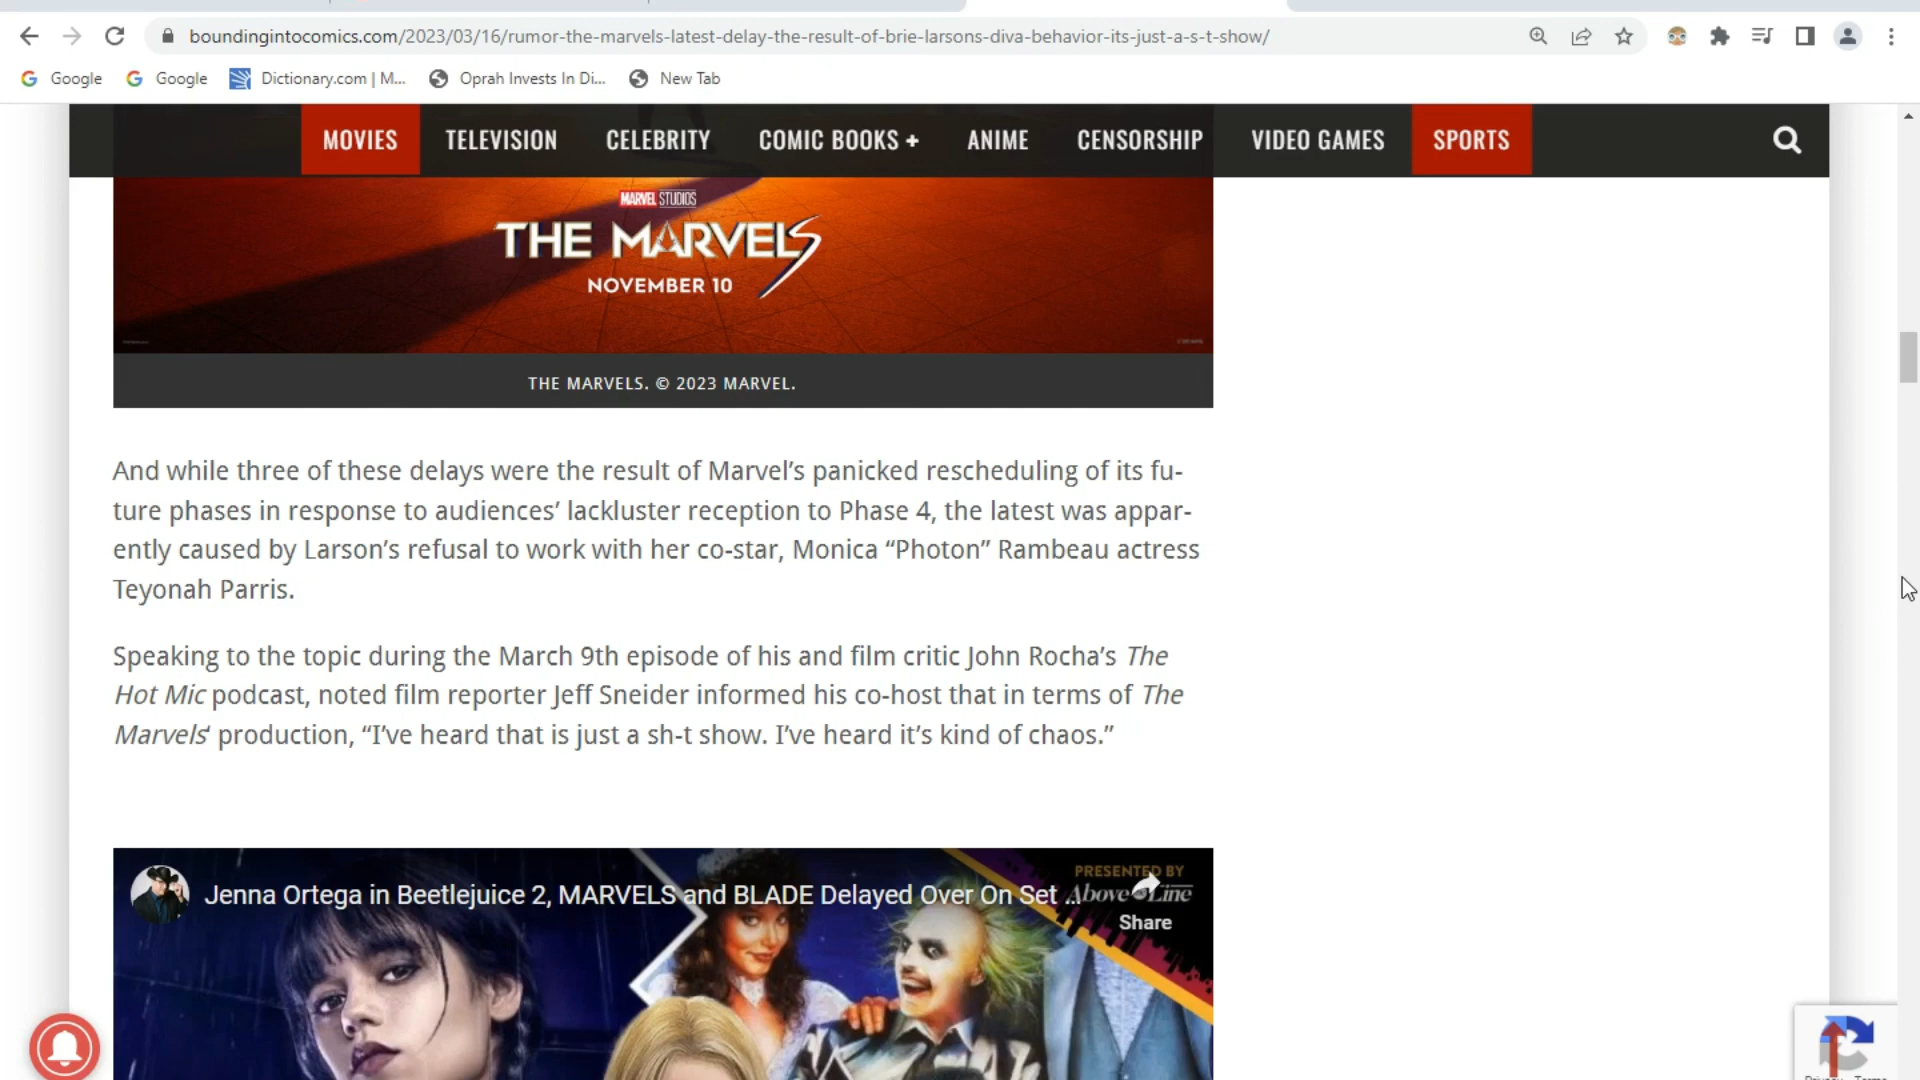 boundingintocomics.com/2023/03/16/rumor-the-marvels-latest-delay-the-result-of-brie-larsons-diva-behavior-its-just-a-s-t-show/
Google Google Dictionary.com | M... Oprah Invests In Di... New Tab
MOVIES TELEVISION CELEBRITY COMIC BOOKS + ANIME CENSORSHIP VIDEO GAMES SPORTS
MARVEL STUDIOS
THE MARVELS
NOVEMBER 10
THE MARVELS. © 2023 MARVEL.
And while three of these delays were the result of Marvel’s panicked rescheduling of its fu-
ture phases in response to audiences’ lackluster reception to Phase 4, the latest was appar-
ently caused by Larson’s refusal to work with her co-star, Monica “Photon” Rambeau actress
Teyonah Parris.
Speaking to the topic during the March 9th episode of his and film critic John Rocha’s The
Hot Mic podcast, noted film reporter Jeff Sneider informed his co-host that in terms of The
Marvels‘ production, “I’ve heard that is just a sh-t show. I’ve heard it’s kind of chaos.”
PRESENTED BY
Jenna Ortega in Beetlejuice 2, MARVELS and BLADE Delayed Over On Set ...
Above Line
Share